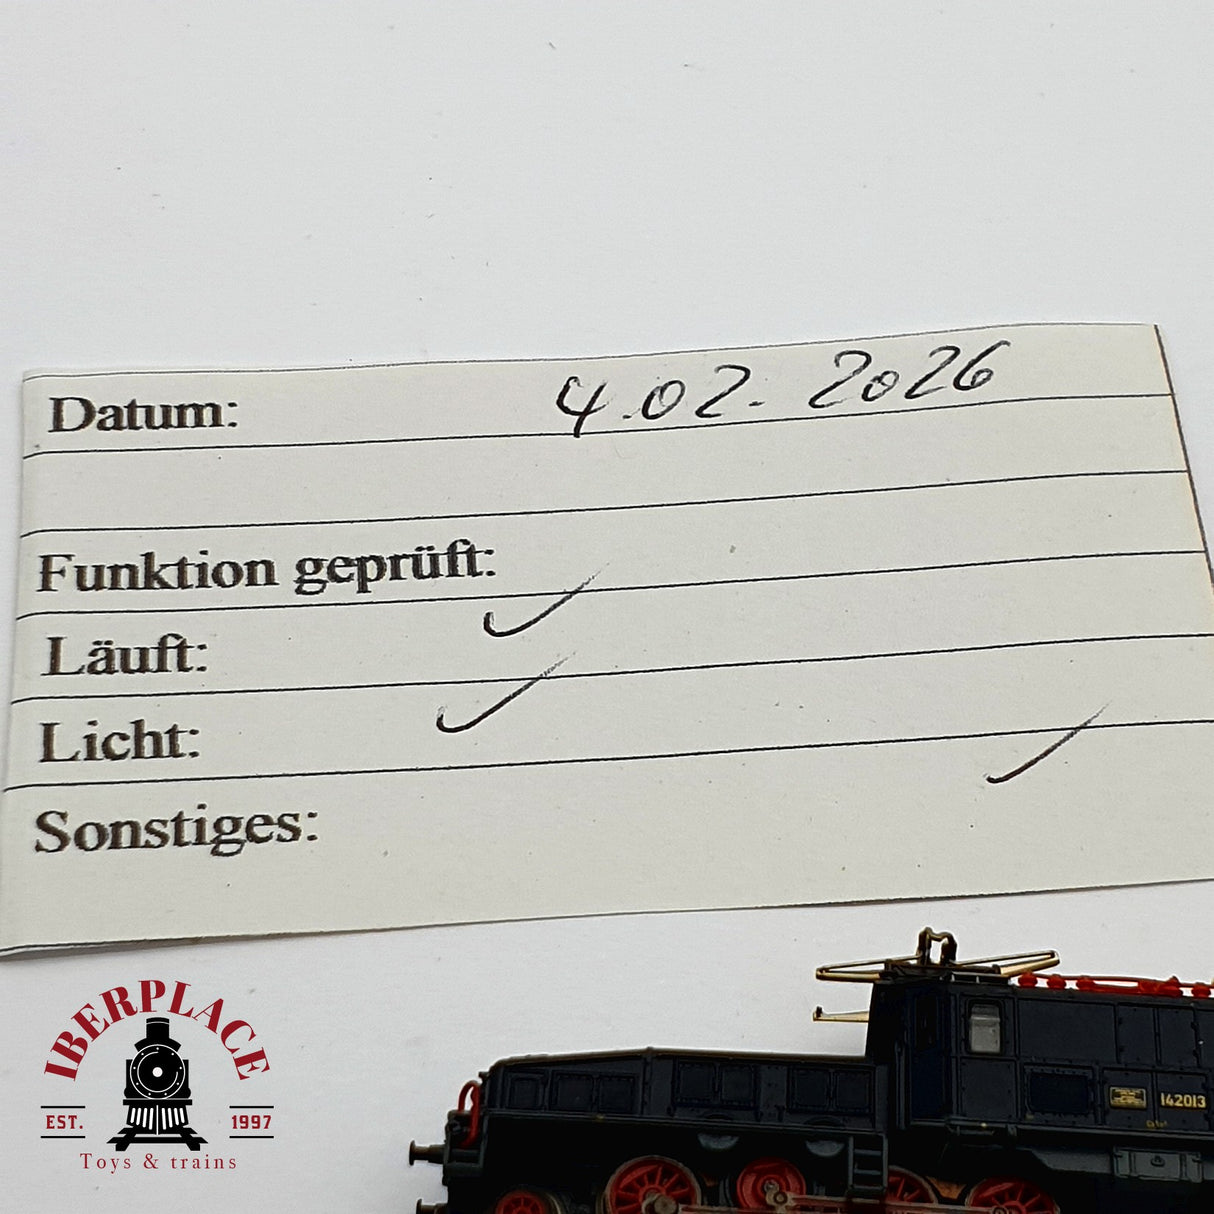 Datum: 4.02.2026
Funktion geprüft:
Läuft: ✓
Licht: ✓
Sonstiges: ✓
IBERPLACE
EST. 1997
Toys & trains
142013